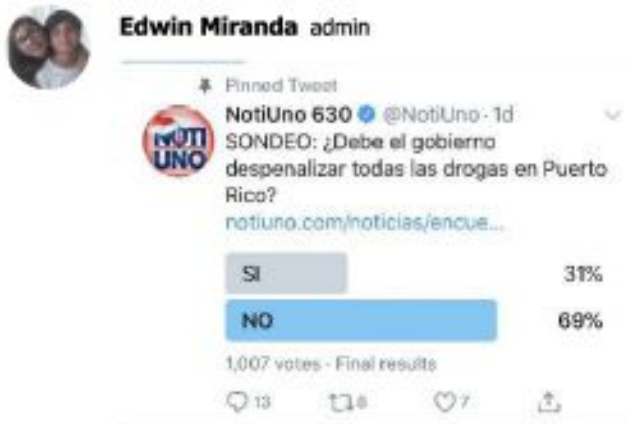 Edwin Miranda admin
Pinned Tweet
NotiUno 630 @NotiUno · 1d
NOTI
UNO
SONDEO: ¿Debe el gobierno
despenalizar todas las drogas en Puerto
Rico?
notiuno.com/noticias/encue...
SI 31%
NO 69%
1,007 votes · Final results
13 8 7